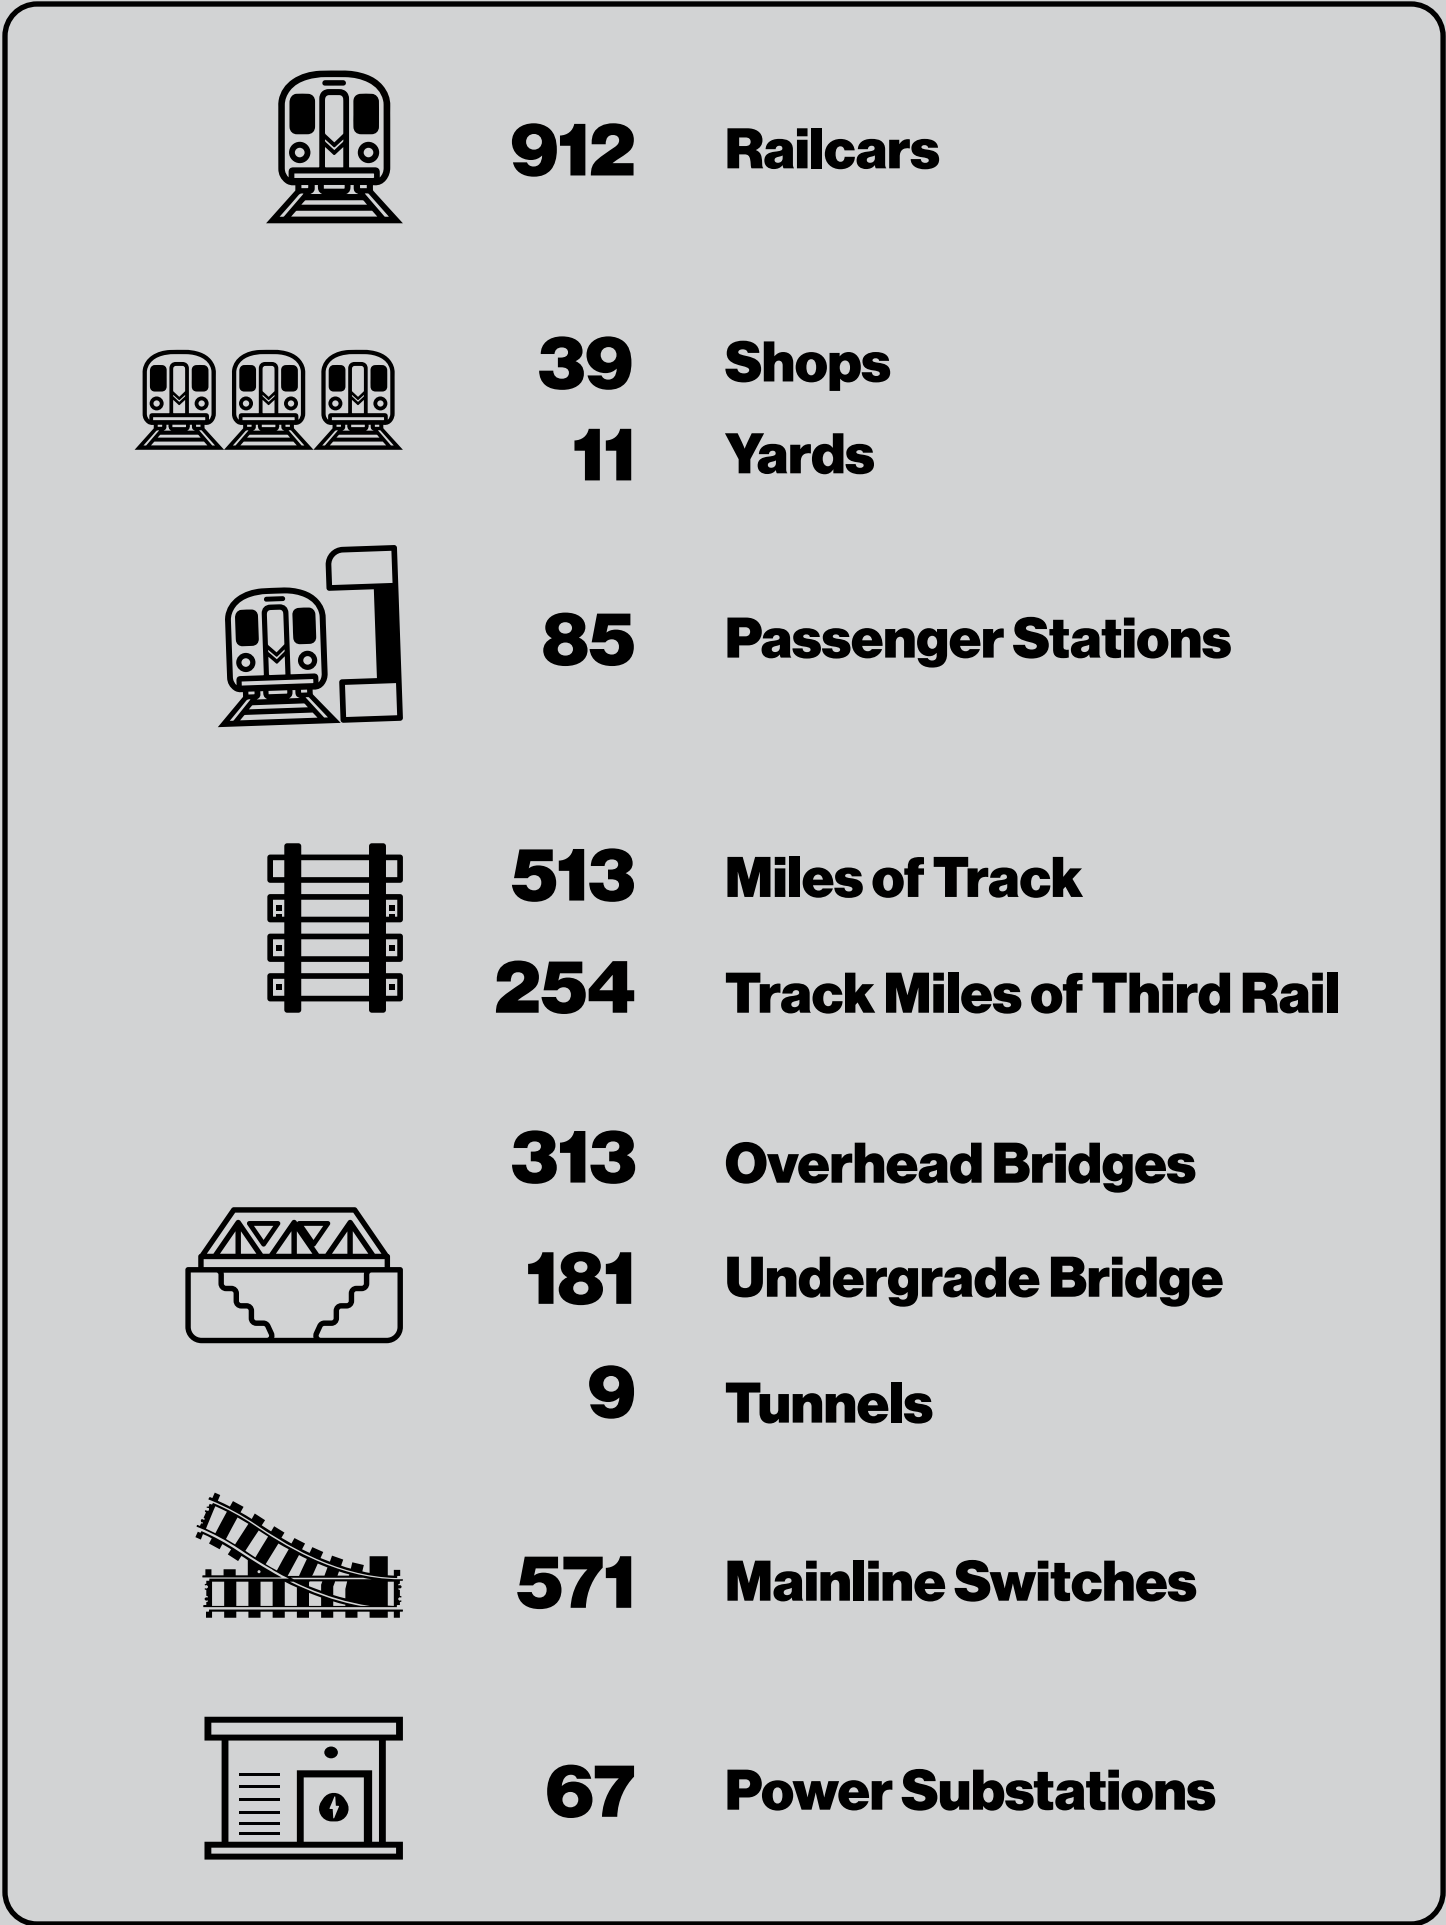 912 Railcars
39 Shops
11 Yards
85 Passenger Stations
513 Miles of Track
254 Track Miles of Third Rail
313 Overhead Bridges
181 Undergrade Bridge
9 Tunnels
571 Mainline Switches
67 Power Substations